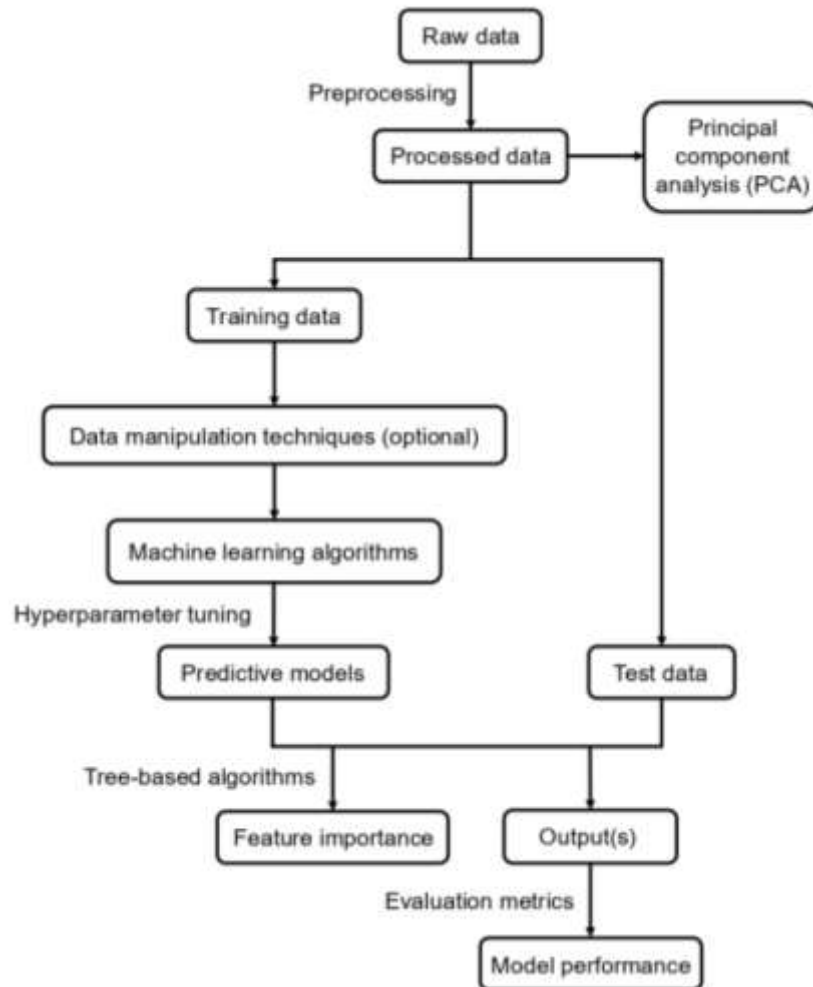 Raw data
Preprocessing
Processed data
Principal
component
analysis (PCA)
Training data
Data manipulation techniques (optional)
Machine learning algorithms
Hyperparameter tuning
Predictive models
Test data
Tree-based algorithms
Feature importance
Output(s)
Evaluation metrics
Model performance